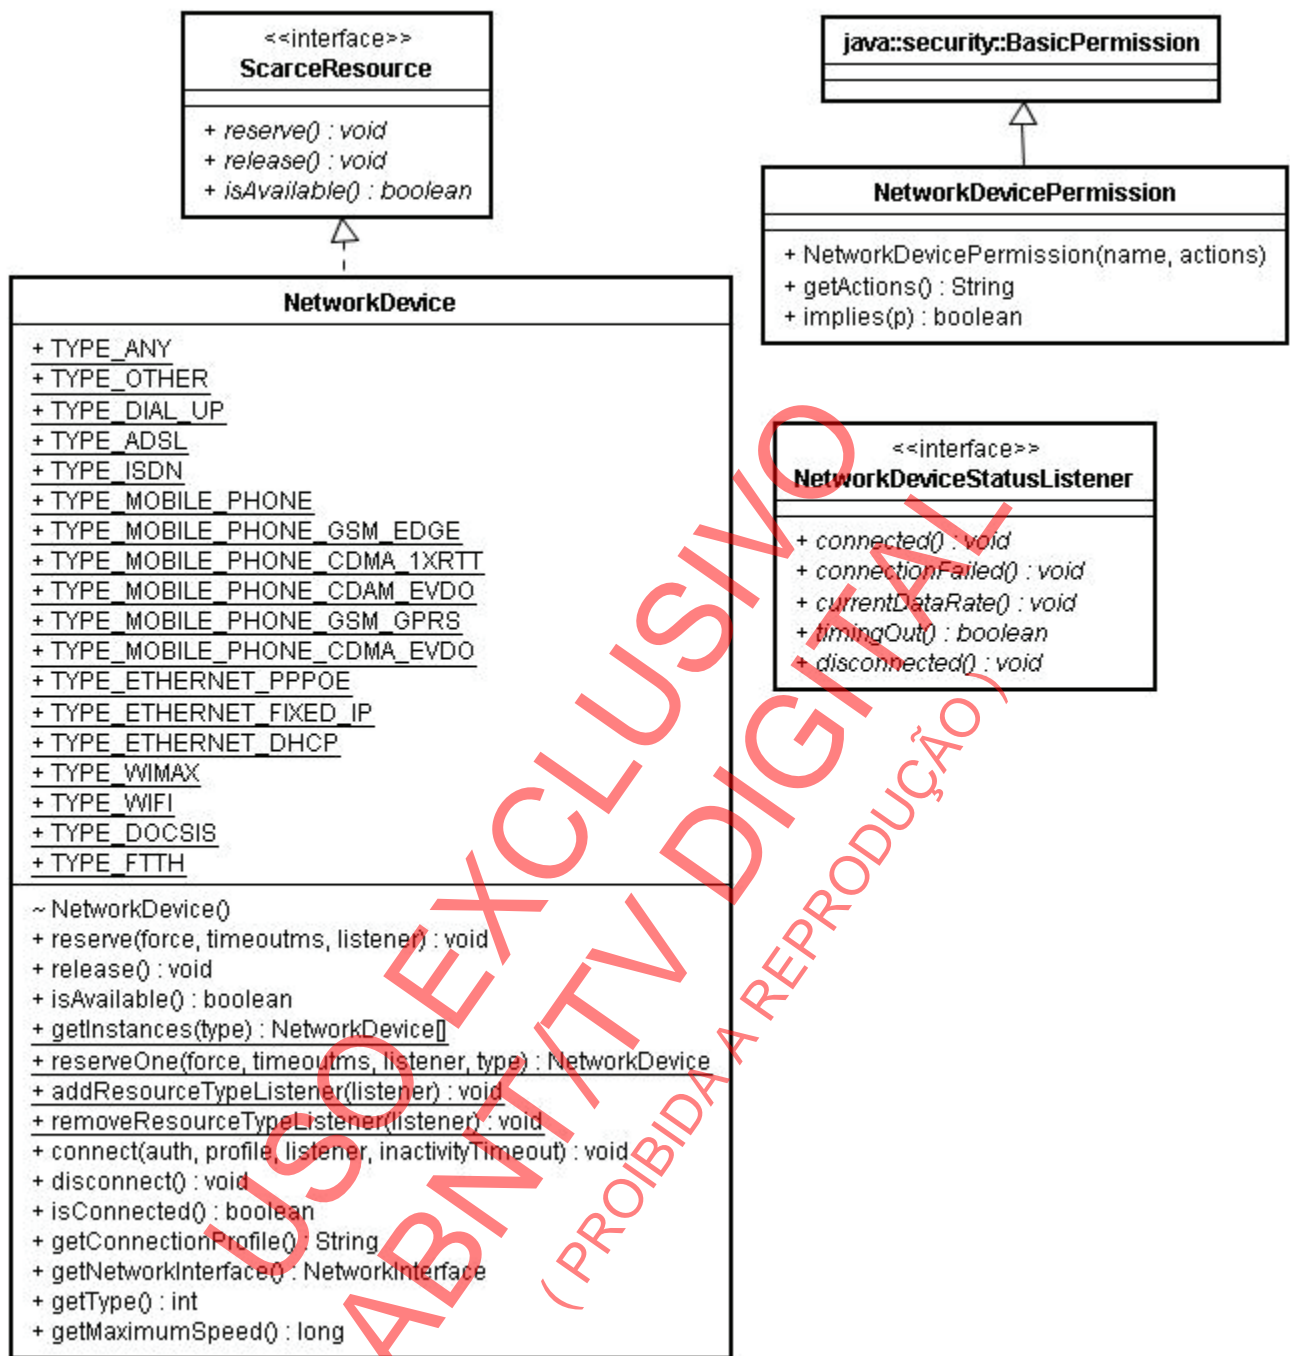 <<interface>>
ScarceResource
+ reserve() : void
+ release() : void
+ isAvailable() : boolean
java::security::BasicPermission
NetworkDevicePermission
+ NetworkDevicePermission(name, actions)
+ getActions() : String
+ implies(p) : boolean
NetworkDevice
+ TYPE_ANY
+ TYPE_OTHER
+ TYPE_DIAL_UP
+ TYPE_ADSL
+ TYPE_ISDN
+ TYPE_MOBILE_PHONE
+ TYPE_MOBILE_PHONE_GSM_EDGE
+ TYPE_MOBILE_PHONE_CDMA_1XRTT
+ TYPE_MOBILE_PHONE_CDAM_EVDO
+ TYPE_MOBILE_PHONE_GSM_GPRS
+ TYPE_MOBILE_PHONE_CDMA_EVDO
+ TYPE_ETHERNET_PPPOE
+ TYPE_ETHERNET_FIXED_IP
+ TYPE_ETHERNET_DHCP
+ TYPE_WIMAX
+ TYPE_WIFI
+ TYPE_DOCSIS
+ TYPE_FTTH
~ NetworkDevice()
+ reserve(force, timeoutms, listener) : void
+ release() : void
+ isAvailable() : boolean
+ getInstances(type) : NetworkDevice[]
+ reserveOne(force, timeoutms, listener, type) : NetworkDevice
+ addResourceTypeListener(listener) : void
+ removeResourceTypeListener(listener) : void
+ connect(auth, profile, listener, inactivityTimeout) : void
+ disconnect() : void
+ isConnected() : boolean
+ getConnectionProfile() : String
+ getNetworkInterface() : NetworkInterface
+ getType() : int
+ getMaximumSpeed() : long
<<interface>>
NetworkDeviceStatusListener
+ connected() : void
+ connectionFailed() : void
+ currentDataRate() : void
+ timingOut() : boolean
+ disconnected() : void
USO EXCLUSIVO
ABNT/TV DIGITAL
( PROIBIDA A REPRODUÇÃO )